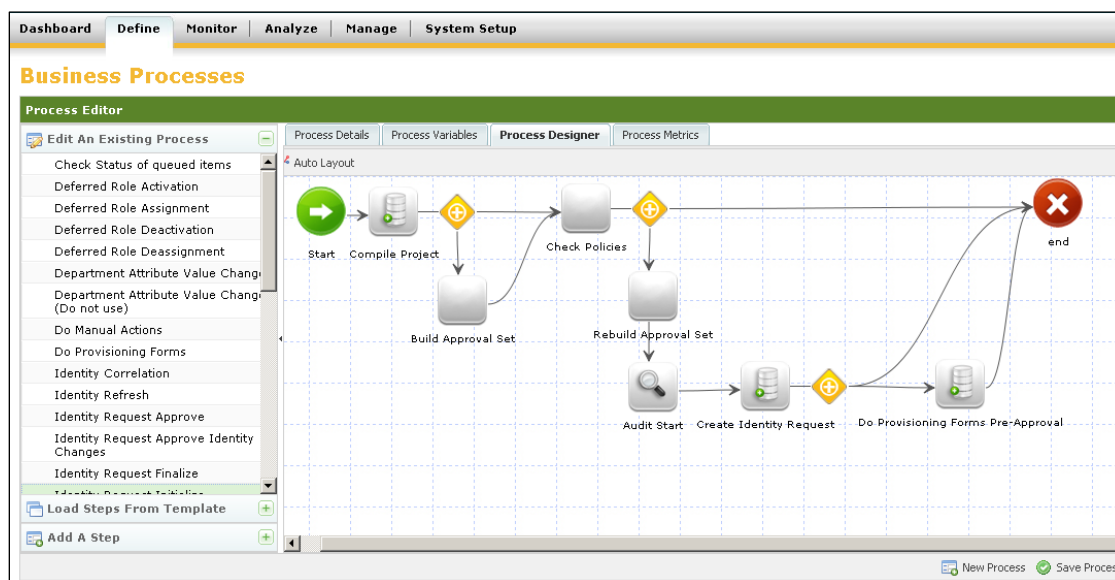 Dashboard Define Monitor Analyze Manage System Setup
Business Processes
Process Editor
Edit An Existing Process
Check Status of queued items
Deferred Role Activation
Deferred Role Assignment
Deferred Role Deactivation
Deferred Role Deassignment
Department Attribute Value Chang
Department Attribute Value Chang
(Do not use)
Do Manual Actions
Do Provisioning Forms
Identity Correlation
Identity Refresh
Identity Request Approve
Identity Request Approve Identity
Changes
Identity Request Finalize
Identity Request Initialize
Load Steps From Template
Add A Step
Process Details Process Variables Process Designer Process Metrics
Auto Layout
Start Compile Project Check Policies end
Build Approval Set Rebuild Approval Set
Audit Start Create Identity Request Do Provisioning Forms Pre-Approval
New Process Save Proces